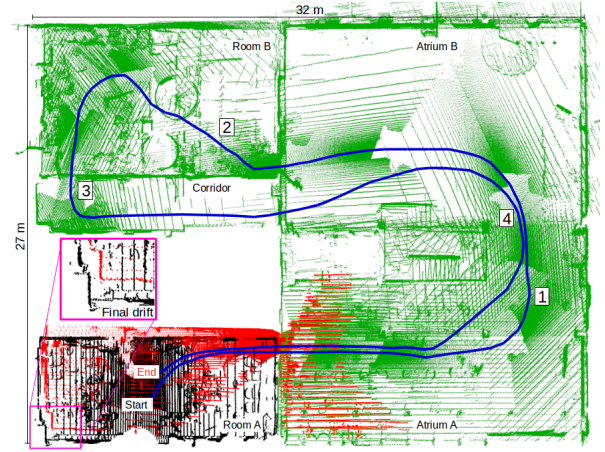 32 m
Room B
Atrium B
2
Corridor
3
4
27 m
1
Final drift
End
Start
Room A
Atrium A